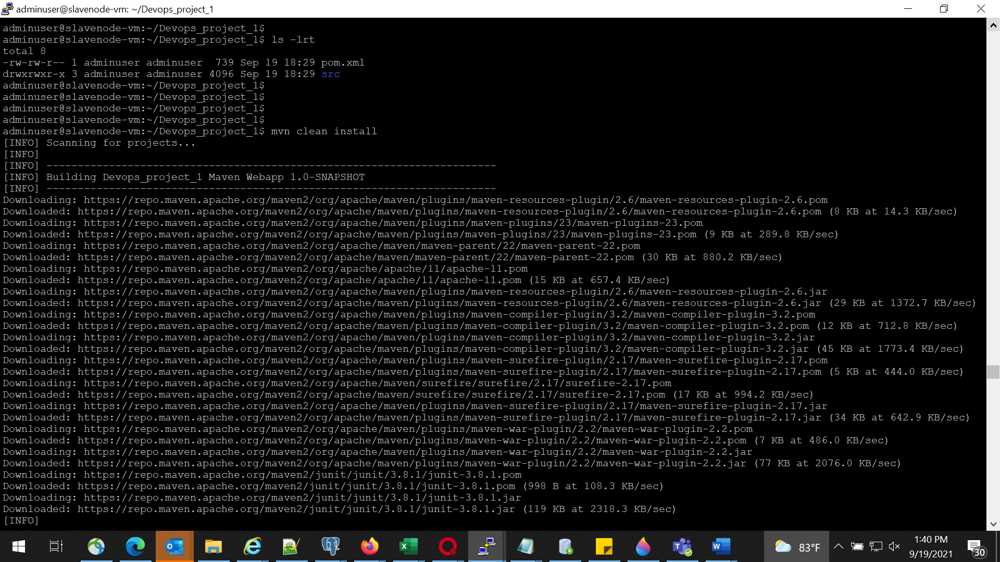 adminuser@slavenode-vm: ~/Devops_project_1
adminuser@slavenode-vm:~/Devops_project_1$
adminuser@slavenode-vm:~/Devops_project_1$ ls -lrt
total 8
-rw-rw-r-- 1 adminuser adminuser  739 Sep 19 18:29 pom.xml
drwxrwxr-x 3 adminuser adminuser 4096 Sep 19 18:29 src
adminuser@slavenode-vm:~/Devops_project_1$
adminuser@slavenode-vm:~/Devops_project_1$
adminuser@slavenode-vm:~/Devops_project_1$
adminuser@slavenode-vm:~/Devops_project_1$
adminuser@slavenode-vm:~/Devops_project_1$ mvn clean install
[INFO] Scanning for projects...
[INFO]
[INFO] ------------------------------------------------------------------------
[INFO] Building Devops_project_1 Maven Webapp 1.0-SNAPSHOT
[INFO] ------------------------------------------------------------------------
Downloading: https://repo.maven.apache.org/maven2/org/apache/maven/plugins/maven-resources-plugin/2.6/maven-resources-plugin-2.6.pom
Downloaded: https://repo.maven.apache.org/maven2/org/apache/maven/plugins/maven-resources-plugin/2.6/maven-resources-plugin-2.6.pom (8 KB at 14.3 KB/sec)
Downloading: https://repo.maven.apache.org/maven2/org/apache/maven/plugins/maven-plugins/23/maven-plugins-23.pom
Downloaded: https://repo.maven.apache.org/maven2/org/apache/maven/plugins/maven-plugins/23/maven-plugins-23.pom (9 KB at 289.8 KB/sec)
Downloading: https://repo.maven.apache.org/maven2/org/apache/maven/maven-parent/22/maven-parent-22.pom
Downloaded: https://repo.maven.apache.org/maven2/org/apache/maven/maven-parent/22/maven-parent-22.pom (30 KB at 880.2 KB/sec)
Downloading: https://repo.maven.apache.org/maven2/org/apache/apache/11/apache-11.pom
Downloaded: https://repo.maven.apache.org/maven2/org/apache/apache/11/apache-11.pom (15 KB at 657.4 KB/sec)
Downloading: https://repo.maven.apache.org/maven2/org/apache/maven/plugins/maven-resources-plugin/2.6/maven-resources-plugin-2.6.jar
Downloaded: https://repo.maven.apache.org/maven2/org/apache/maven/plugins/maven-resources-plugin/2.6/maven-resources-plugin-2.6.jar (29 KB at 1372.7 KB/sec)
Downloading: https://repo.maven.apache.org/maven2/org/apache/maven/plugins/maven-compiler-plugin/3.2/maven-compiler-plugin-3.2.pom
Downloaded: https://repo.maven.apache.org/maven2/org/apache/maven/plugins/maven-compiler-plugin/3.2/maven-compiler-plugin-3.2.pom (12 KB at 712.8 KB/sec)
Downloading: https://repo.maven.apache.org/maven2/org/apache/maven/plugins/maven-compiler-plugin/3.2/maven-compiler-plugin-3.2.jar
Downloaded: https://repo.maven.apache.org/maven2/org/apache/maven/plugins/maven-compiler-plugin/3.2/maven-compiler-plugin-3.2.jar (45 KB at 1773.4 KB/sec)
Downloading: https://repo.maven.apache.org/maven2/org/apache/maven/plugins/maven-surefire-plugin/2.17/maven-surefire-plugin-2.17.pom
Downloaded: https://repo.maven.apache.org/maven2/org/apache/maven/plugins/maven-surefire-plugin/2.17/maven-surefire-plugin-2.17.pom (5 KB at 444.0 KB/sec)
Downloading: https://repo.maven.apache.org/maven2/org/apache/maven/surefire/surefire/2.17/surefire-2.17.pom
Downloaded: https://repo.maven.apache.org/maven2/org/apache/maven/surefire/surefire/2.17/surefire-2.17.pom (17 KB at 994.2 KB/sec)
Downloading: https://repo.maven.apache.org/maven2/org/apache/maven/plugins/maven-surefire-plugin/2.17/maven-surefire-plugin-2.17.jar
Downloaded: https://repo.maven.apache.org/maven2/org/apache/maven/plugins/maven-surefire-plugin/2.17/maven-surefire-plugin-2.17.jar (34 KB at 642.9 KB/sec)
Downloading: https://repo.maven.apache.org/maven2/org/apache/maven/plugins/maven-war-plugin/2.2/maven-war-plugin-2.2.pom
Downloaded: https://repo.maven.apache.org/maven2/org/apache/maven/plugins/maven-war-plugin/2.2/maven-war-plugin-2.2.pom (7 KB at 486.0 KB/sec)
Downloading: https://repo.maven.apache.org/maven2/org/apache/maven/plugins/maven-war-plugin/2.2/maven-war-plugin-2.2.jar
Downloaded: https://repo.maven.apache.org/maven2/org/apache/maven/plugins/maven-war-plugin/2.2/maven-war-plugin-2.2.jar (77 KB at 2076.0 KB/sec)
Downloading: https://repo.maven.apache.org/maven2/junit/junit/3.8.1/junit-3.8.1.pom
Downloaded: https://repo.maven.apache.org/maven2/junit/junit/3.8.1/junit-3.8.1.pom (998 B at 108.3 KB/sec)
Downloading: https://repo.maven.apache.org/maven2/junit/junit/3.8.1/junit-3.8.1.jar
Downloaded: https://repo.maven.apache.org/maven2/junit/junit/3.8.1/junit-3.8.1.jar (119 KB at 2318.3 KB/sec)
[INFO]
83°F
1:40 PM
9/19/2021
30